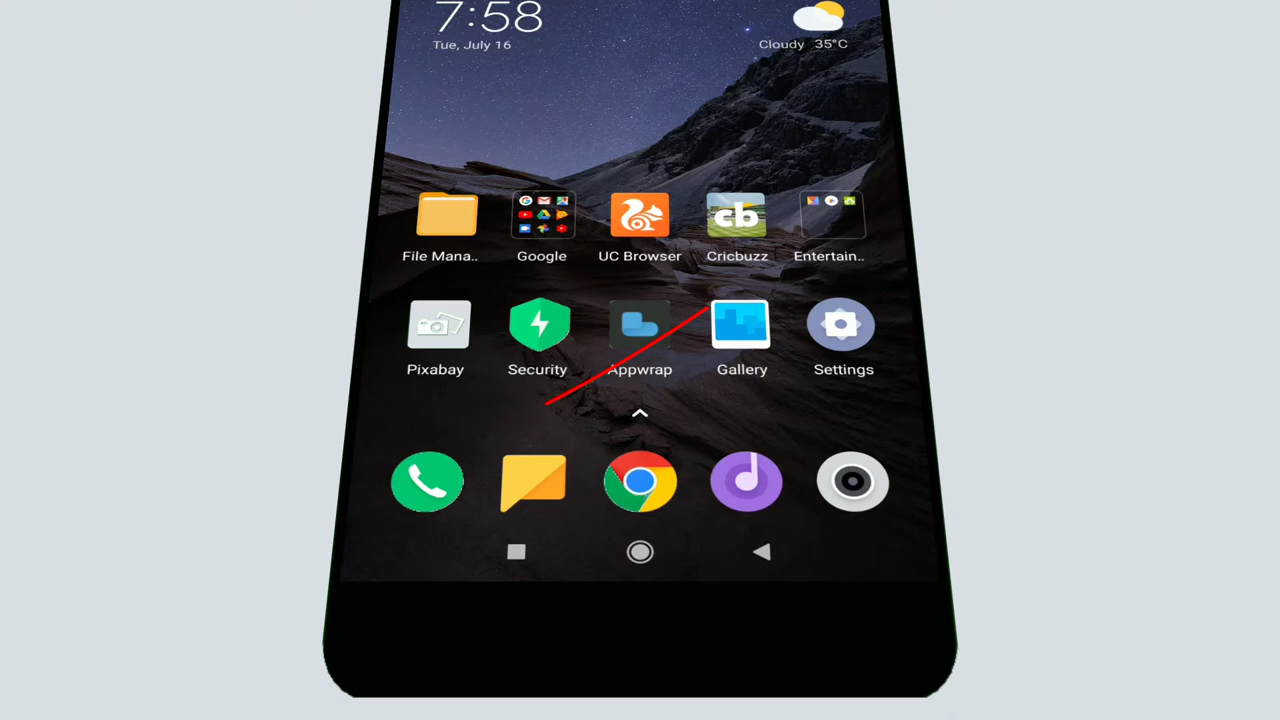 7:58
Tue, July 16
Cloudy 35°C
cb
File Mana..
Google
UC Browser
Cricbuzz
Entertain..
Pixabay
Security
Appwrap
Gallery
Settings